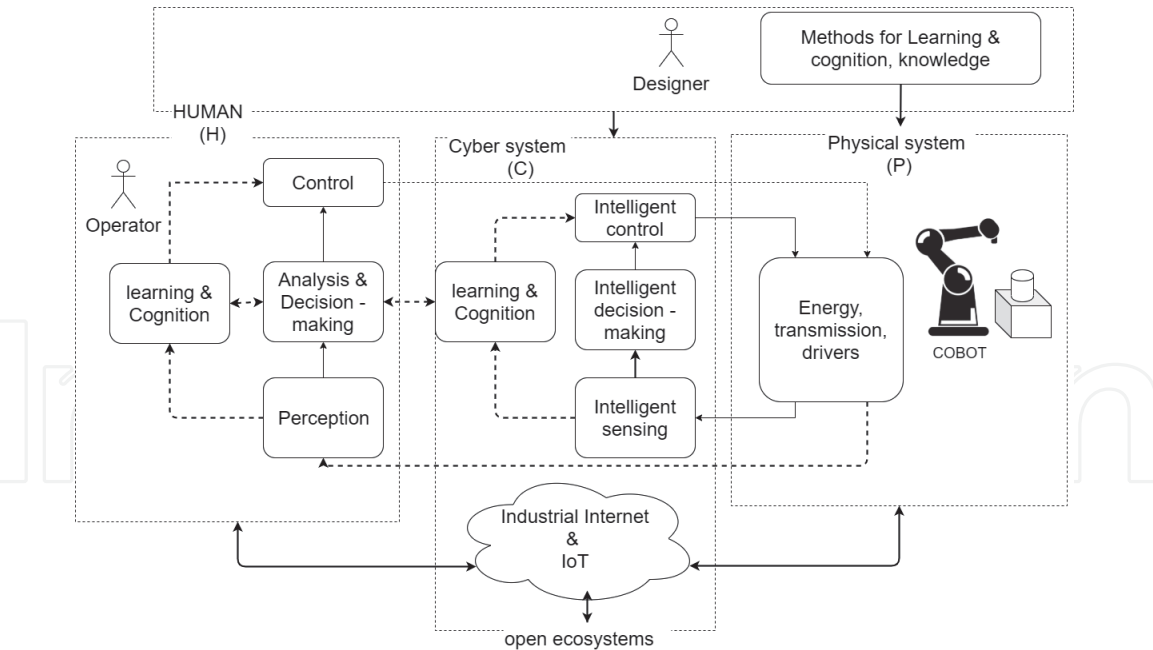 Designer
Methods for Learning &
cognition, knowledge
HUMAN
(H)
Operator
Control
learning &
Cognition
Analysis &
Decision -
making
Perception
Cyber system
(C)
Intelligent
control
learning &
Cognition
Intelligent
decision -
making
Intelligent
sensing
Physical system
(P)
Energy,
transmission,
drivers
COBOT
Industrial Internet
&
IoT
open ecosystems